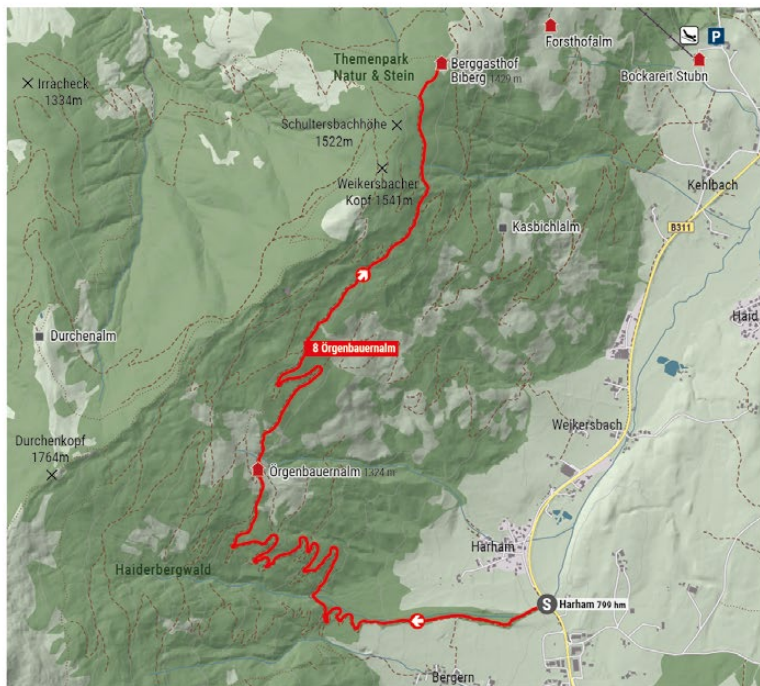 Themenpark
Natur & Stein
Forsthofalm
P
Berggasthof
Biberg 1429 m
Bockareit Stubn
Irracheck
1334m
Schultersbachhöhe
1522m
Weikersbacher
Kopf 1541m
Kehlbach
Kasbichlalm
B311
Haid
Durchenalm
8 Örgenbauernalm
Weikersbach
Durchenkopf
1764m
Örgenbauernalm 1324 m
Harham
Haiderbergwald
S
Harham 799 hm
Bergern